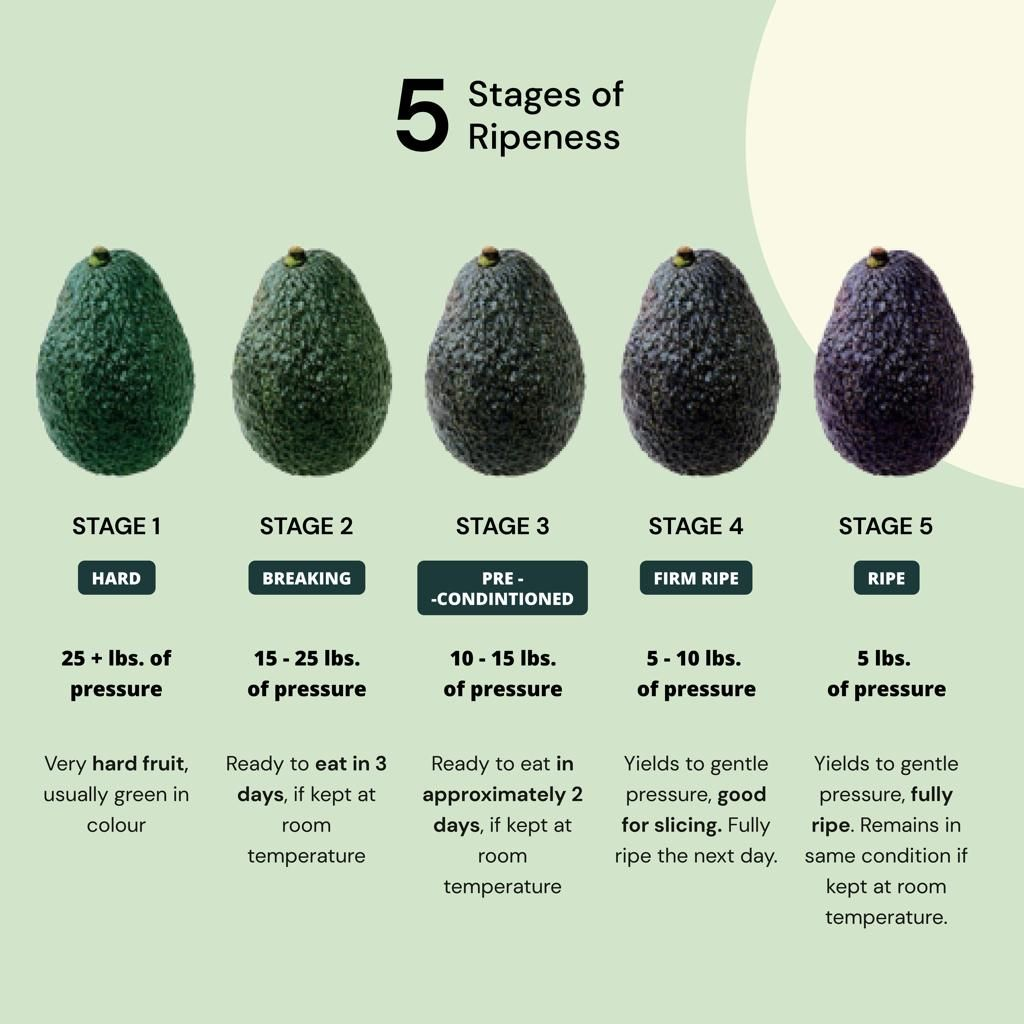 5 Stages of
Ripeness
STAGE 1
HARD
25 + lbs. of
pressure
Very hard fruit,
usually green in
colour
STAGE 2
BREAKING
15 - 25 lbs.
of pressure
Ready to eat in 3
days, if kept at
room
temperature
STAGE 3
PRE -
-CONDINTIONED
10 - 15 lbs.
of pressure
Ready to eat in
approximately 2
days, if kept at
room
temperature
STAGE 4
FIRM RIPE
5 - 10 lbs.
of pressure
Yields to gentle
pressure, good
for slicing. Fully
ripe the next day.
STAGE 5
RIPE
5 lbs.
of pressure
Yields to gentle
pressure, fully
ripe. Remains in
same condition if
kept at room
temperature.